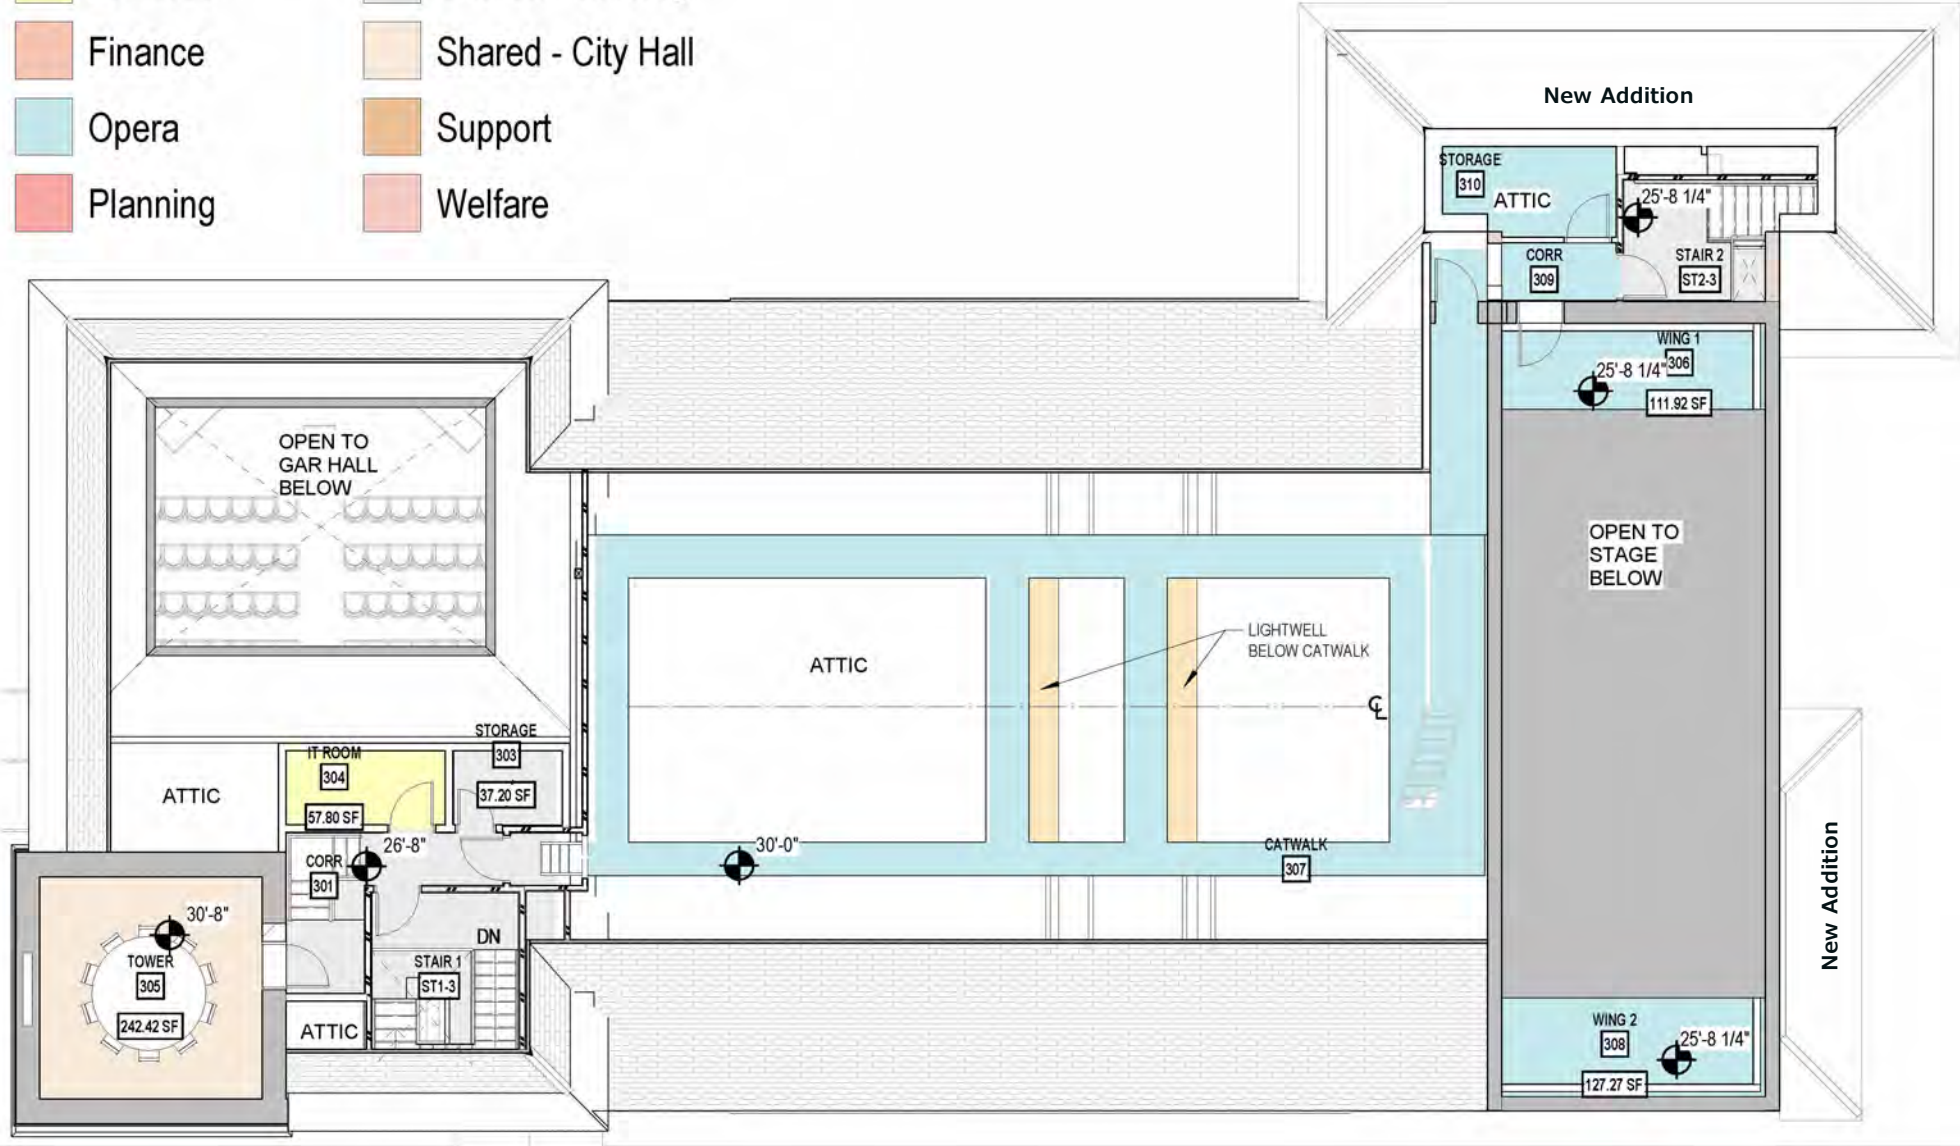 Finance
Shared - City Hall
Opera
Support
Planning
Welfare
New Addition
STORAGE
310
ATTIC
25'-8 1/4"
CORR
309
STAIR 2
ST2-3
WING 1
306
25'-8 1/4"
111.92 SF
OPEN TO
GAR HALL
BELOW
OPEN TO
STAGE
BELOW
LIGHTWELL
BELOW CATWALK
ATTIC
CL
STORAGE
303
37.20 SF
IT ROOM
304
57.80 SF
ATTIC
26'-8"
CORR
301
30'-0"
CATWALK
307
30'-8"
TOWER
305
242.42 SF
DN
STAIR 1
ST1-3
ATTIC
New Addition
WING 2
308
25'-8 1/4"
127.27 SF